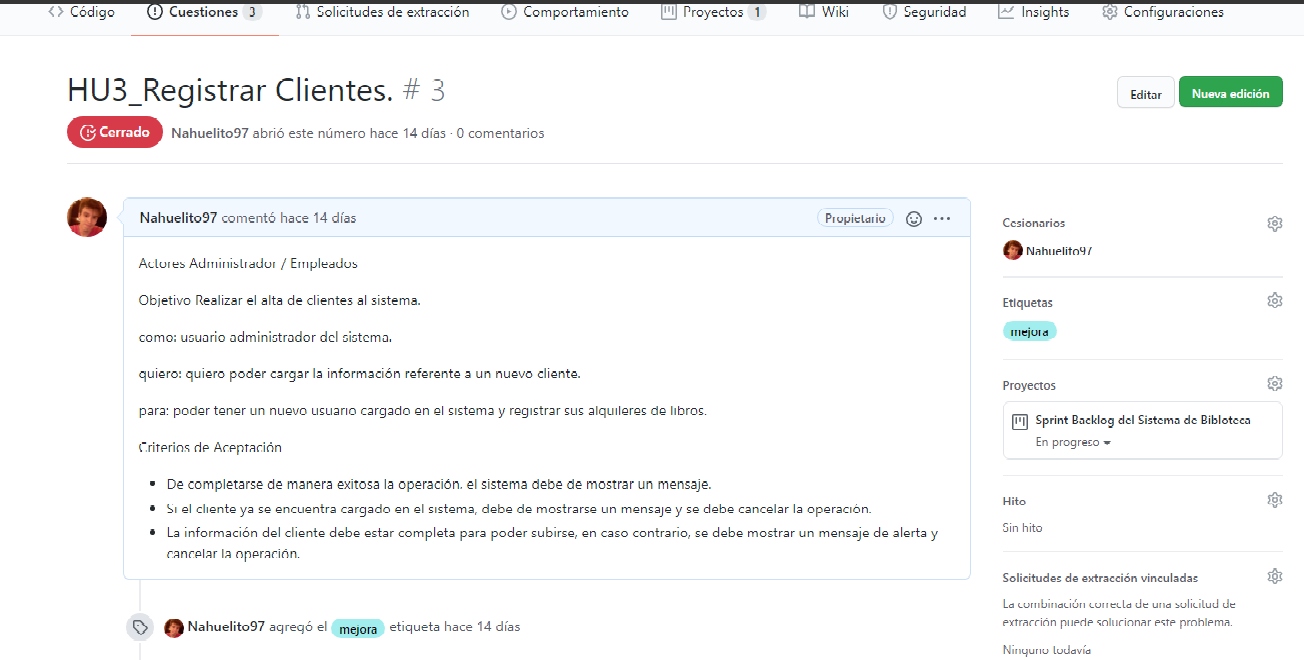 Código
Cuestiones 3
Solicitudes de extracción
Comportamiento
Proyectos 1
Wiki
Seguridad
Insights
Configuraciones
HU3_Registrar Clientes. # 3
Editar
Nueva edición
Cerrado
Nahuelito97 abrió este número hace 14 días · 0 comentarios
Nahuelito97 comentó hace 14 días
Propietario
Actores Administrador / Empleados
Objetivo Realizar el alta de clientes al sistema.
como: usuario administrador del sistema.
quiero: quiero poder cargar la información referente a un nuevo cliente.
para: poder tener un nuevo usuario cargado en el sistema y registrar sus alquileres de libros.
Criterios de Aceptación
De completarse de manera exitosa la operación, el sistema debe de mostrar un mensaje.
Si el cliente ya se encuentra cargado en el sistema, debe de mostrarse un mensaje y se debe cancelar la operación.
La información del cliente debe estar completa para poder subirse, en caso contrario, se debe mostrar un mensaje de alerta y
cancelar la operación.
Nahuelito97 agregó el mejora etiqueta hace 14 días
Cesionarios
Nahuelito97
Etiquetas
mejora
Proyectos
Sprint Backlog del Sistema de Bibloteca
En progreso
Hito
Sin hito
Solicitudes de extracción vinculadas
La combinación correcta de una solicitud de
extracción puede solucionar este problema.
Ninguno todavía